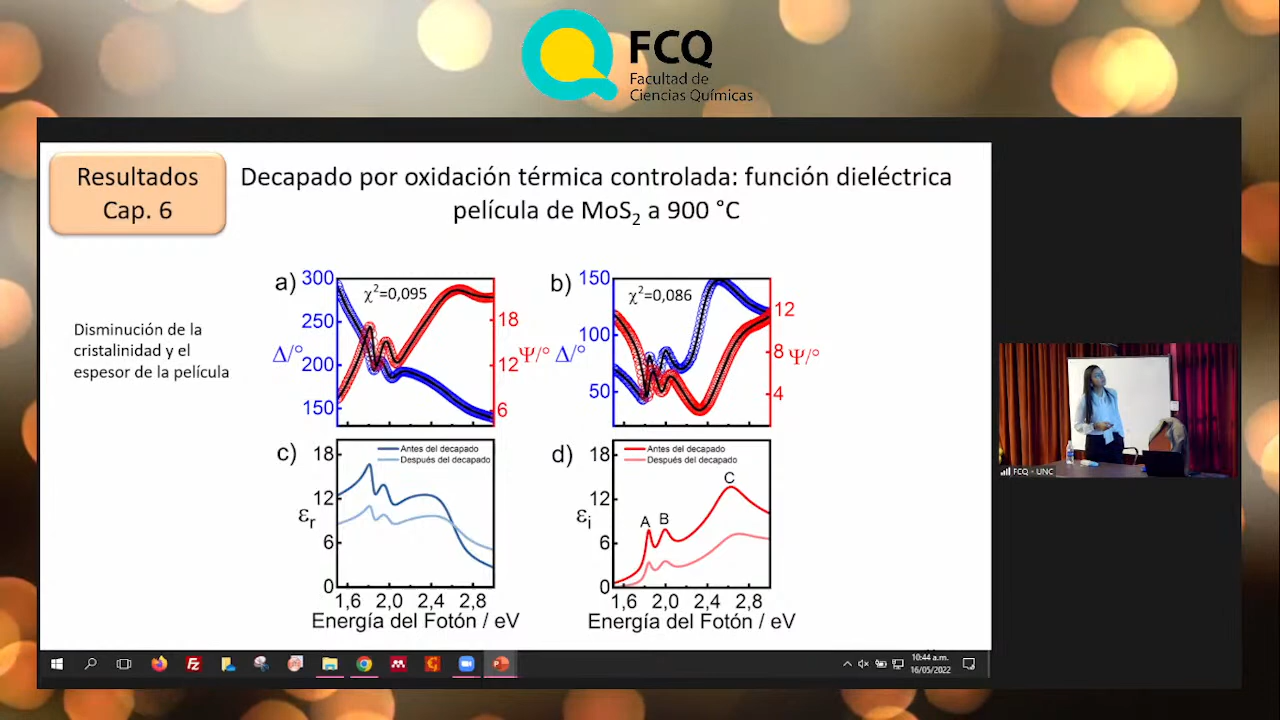 FCQ
Facultad de
Ciencias Químicas
Resultados
Cap. 6
Decapado por oxidación térmica controlada: función dieléctrica
película de MoS₂ a 900 °C
Disminución de la
cristalinidad y el
espesor de la película
a)
300
250
200
150
Δ/°
χ²=0,095
18
12
6
Ψ/°
b)
150
100
50
Δ/°
χ²=0,086
12
8
4
Ψ/°
c)
18
12
6
0
εr
Antes del decapado
Después del decapado
1,6 2,0 2,4 2,8
Energía del Fotón / eV
d)
18
12
6
0
εi
Antes del decapado
Después del decapado
A B C
1,6 2,0 2,4 2,8
Energía del Fotón / eV
FCQ - UNC
10:44 a.m.
16/05/2022